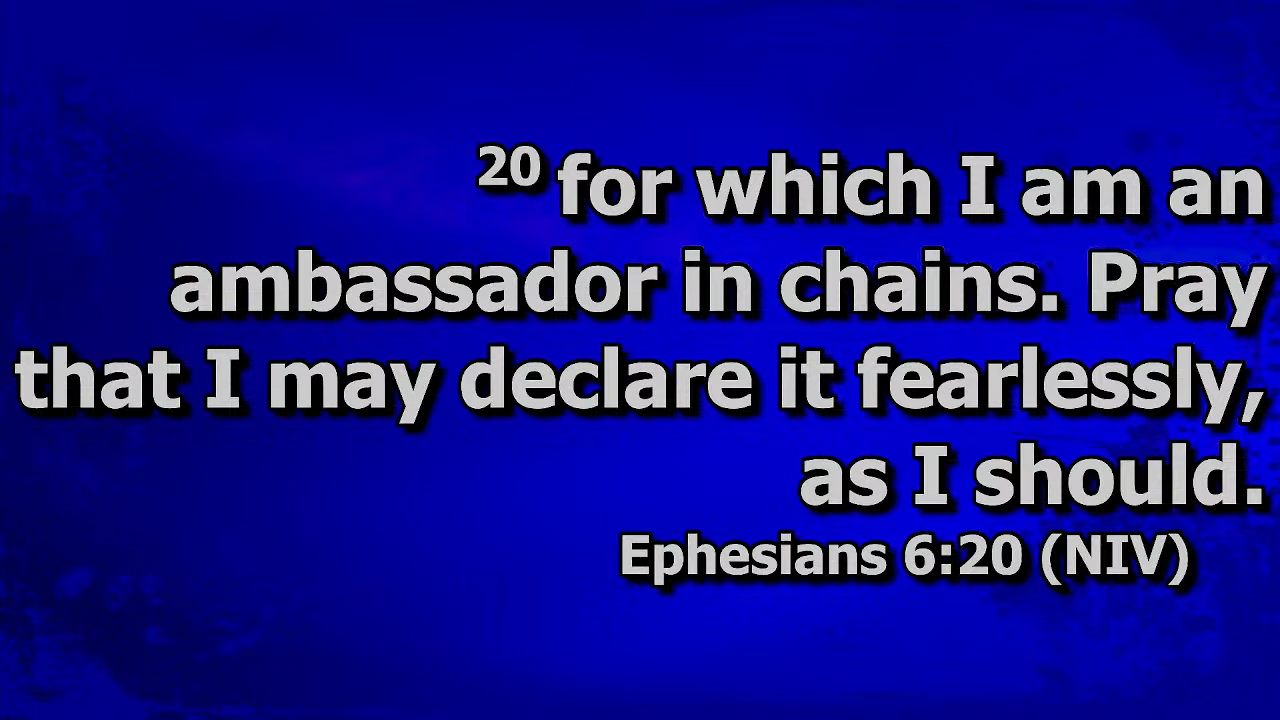 20 for which I am an
ambassador in chains. Pray
that I may declare it fearlessly,
as I should.
Ephesians 6:20 (NIV)